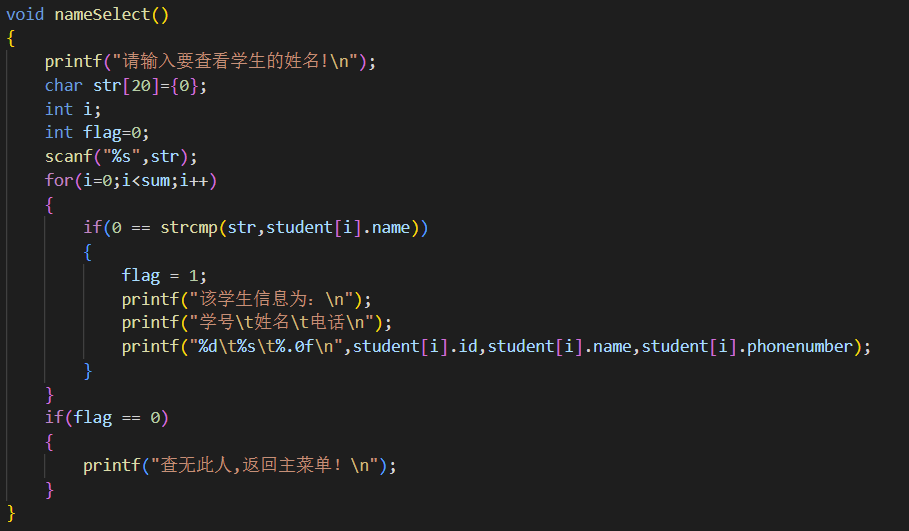 void nameSelect()
{
printf("请输入要查看学生的姓名!\n");
char str[20]={0};
int i;
int flag=0;
scanf("%s",str);
for(i=0;i<sum;i++)
{
if(0 == strcmp(str,student[i].name))
{
flag = 1;
printf("该学生信息为：\n");
printf("学号\t姓名\t电话\n");
printf("%d\t%s\t%.0f\n",student[i].id,student[i].name,student[i].phonenumber);
}
}
if(flag == 0)
{
printf("查无此人,返回主菜单！\n");
}
}